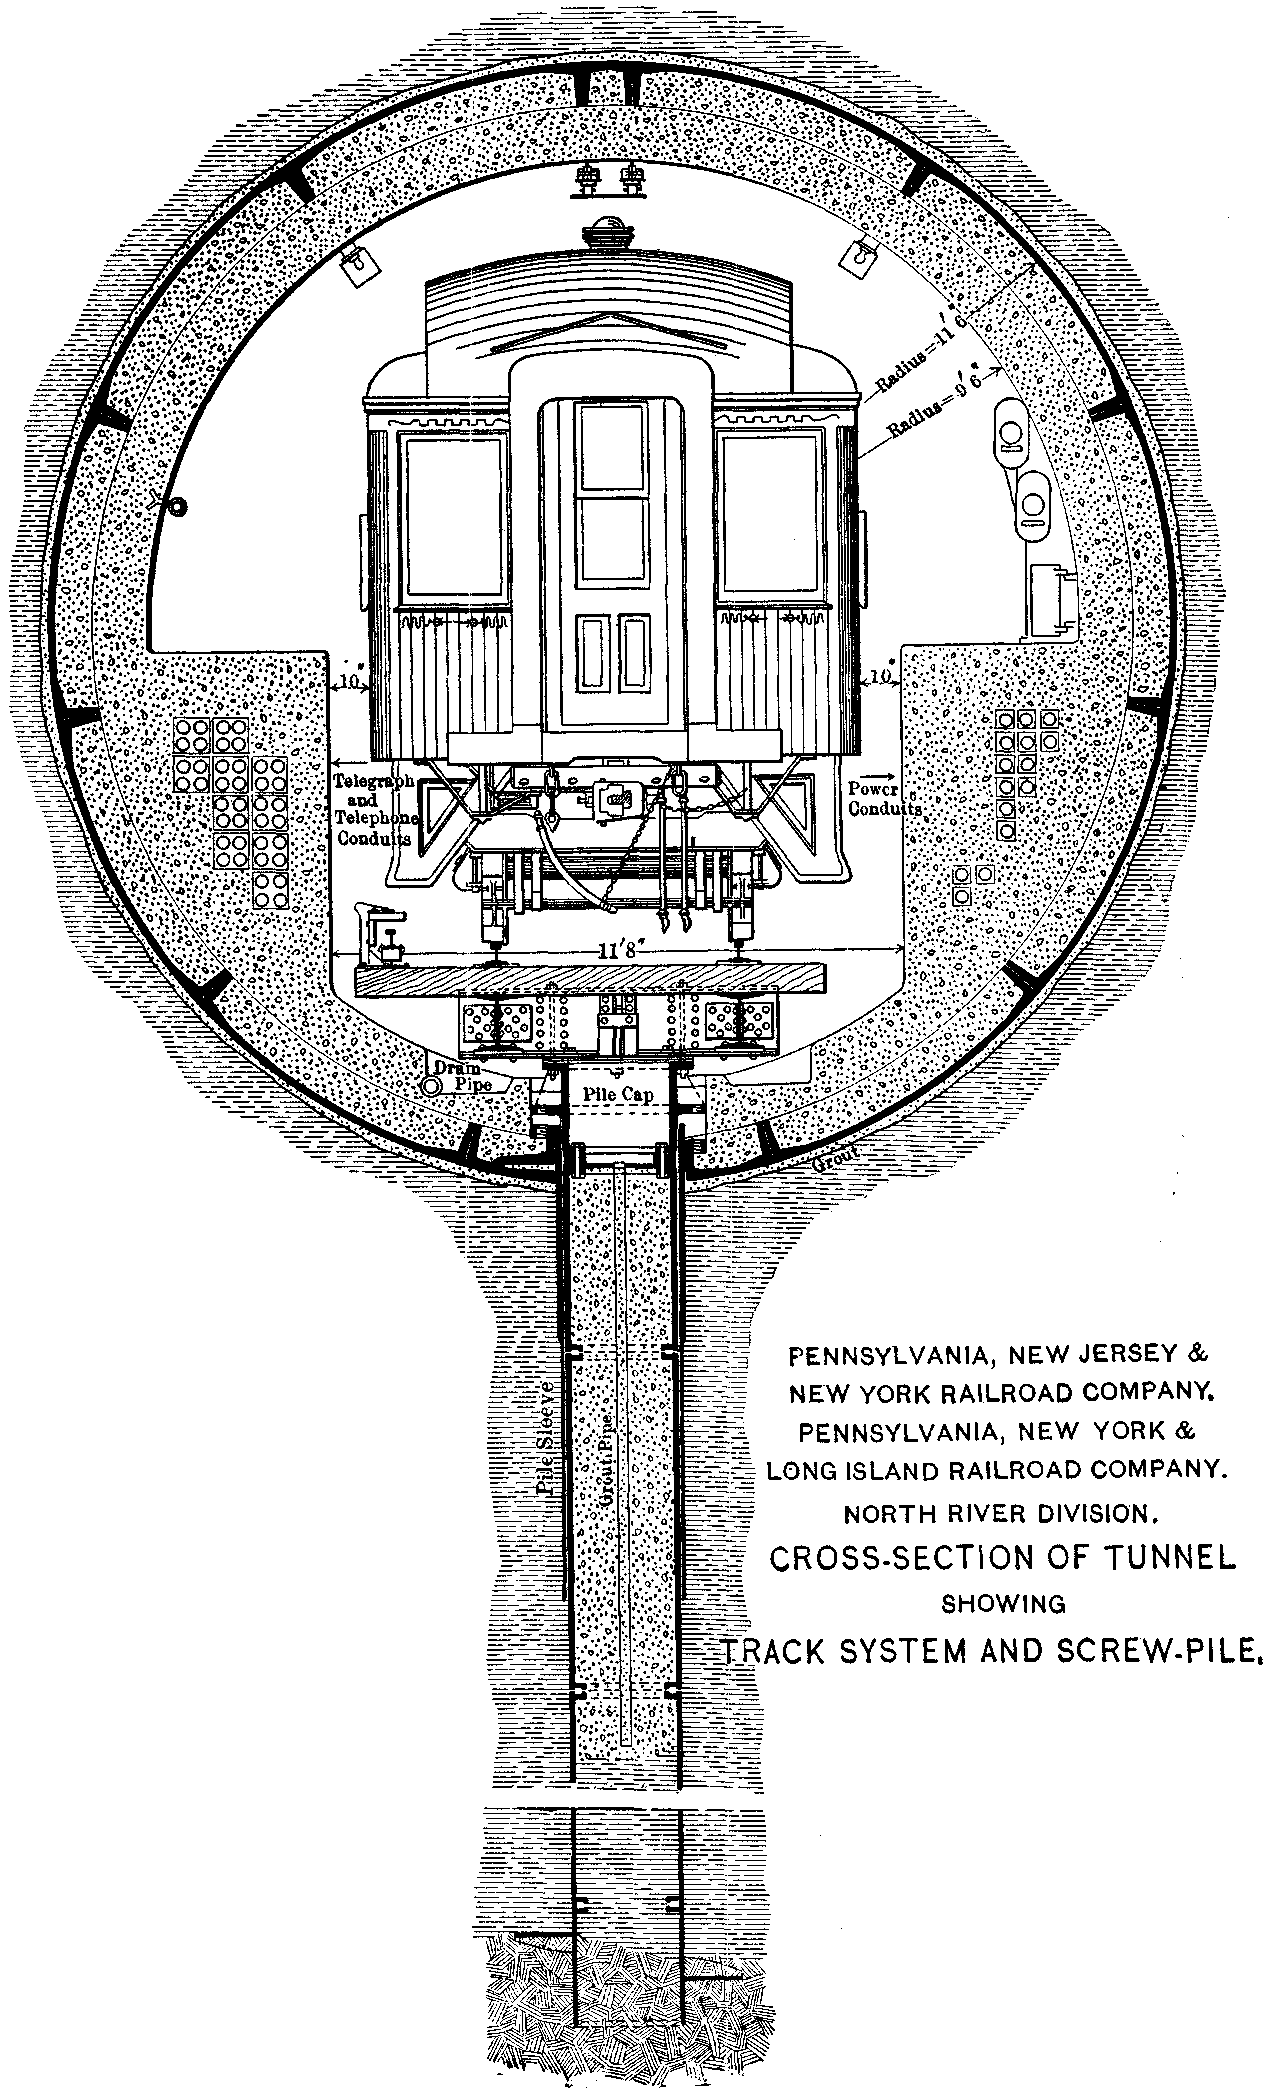 Radius=11′6″
Radius=9′6″
10″
10″
Telegraph
and
Telephone
Conduits
Power
Conduits
11′8″
Drain
Pipe
Pile Cap
Grout
Pile Sleeve
Grout Pipe
PENNSYLVANIA, NEW JERSEY &
NEW YORK RAILROAD COMPANY.
PENNSYLVANIA, NEW YORK &
LONG ISLAND RAILROAD COMPANY.
NORTH RIVER DIVISION.
CROSS-SECTION OF TUNNEL
SHOWING
TRACK SYSTEM AND SCREW-PILE.